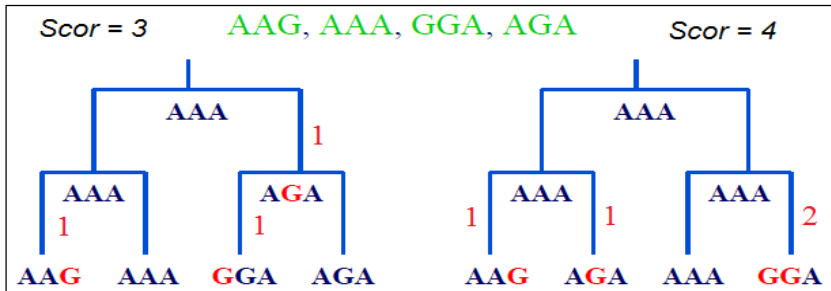 Scor = 3 AAG, AAA, GGA, AGA Scor = 4
AAA AAA
1
AAA AGA AAA AAA
1 1 1 1 2
AAG AAA GGA AGA AAG AGA AAA GGA